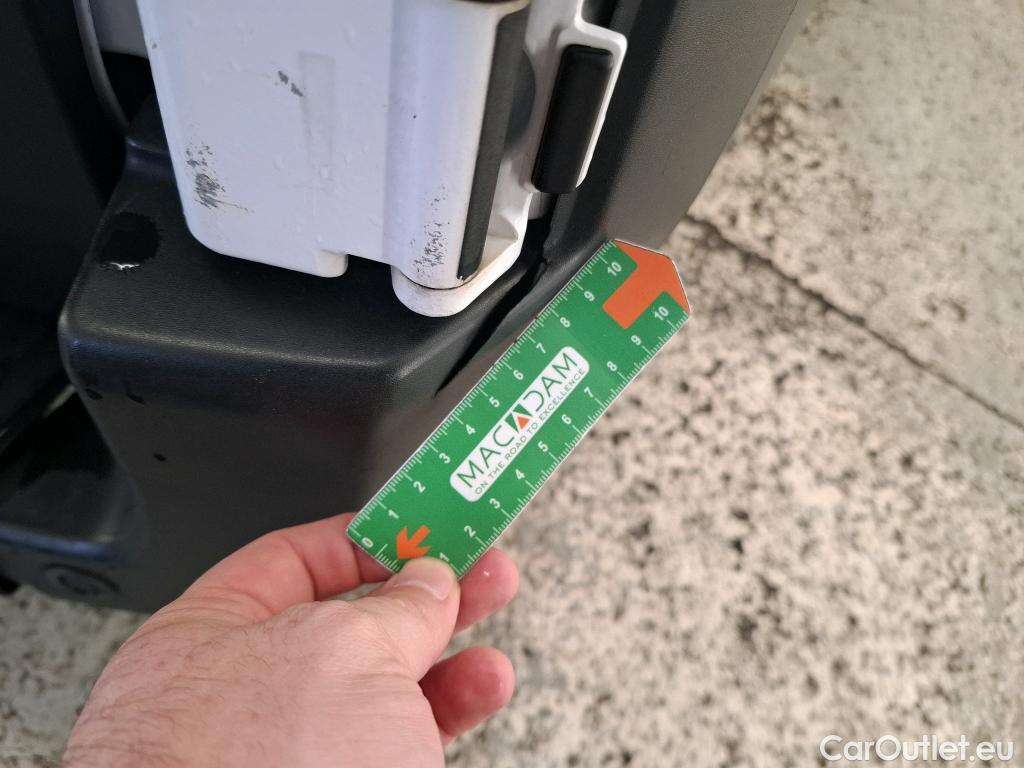 0 1 2 3 4 5 6 7 8 9 10
MACADAM
ON THE ROAD TO EXCELLENCE
1 2 3 4 5 6 7 8 9 10
CarOutlet.eu